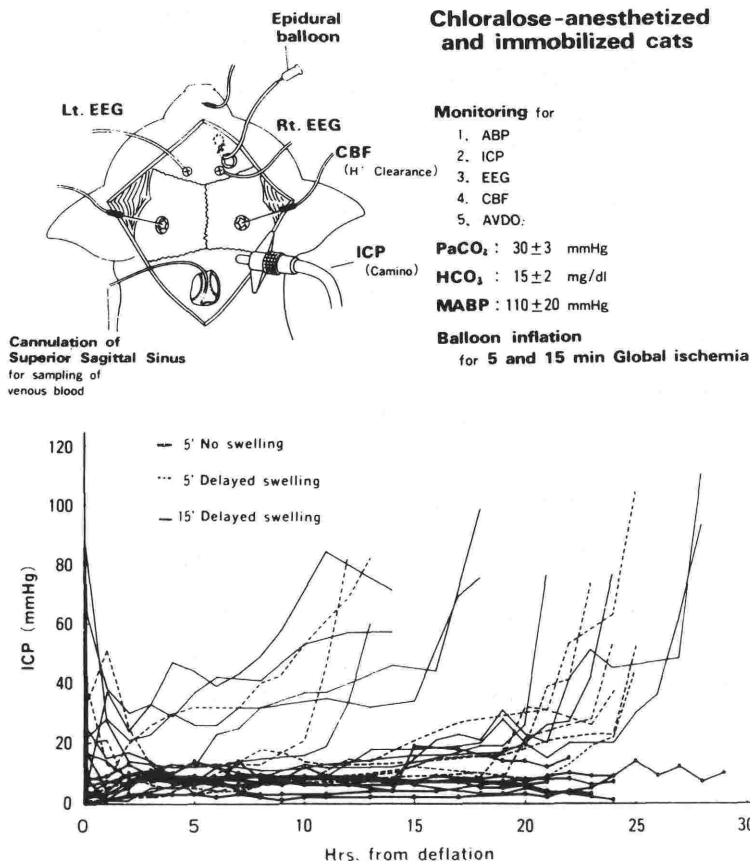 Epidural
balloon
Chloralose-anesthetized
and immobilized cats
Lt. EEG
Rt. EEG
CBF
(H⁺ Clearance)
ICP
(Camino)
Monitoring for
1. ABP
2. ICP
3. EEG
4. CBF
5. AVDO₂
PaCO₂ : 30±3 mmHg
HCO₃ : 15±2 mg/dl
MABP : 110±20 mmHg
Balloon inflation
for 5 and 15 min Global ischemia
Cannulation of
Superior Sagittal Sinus
for sampling of
venous blood
120
100
80
60
40
20
0
ICP (mmHg)
5' No swelling
5' Delayed swelling
15' Delayed swelling
0 5 10 15 20 25 30
Hrs. from deflation